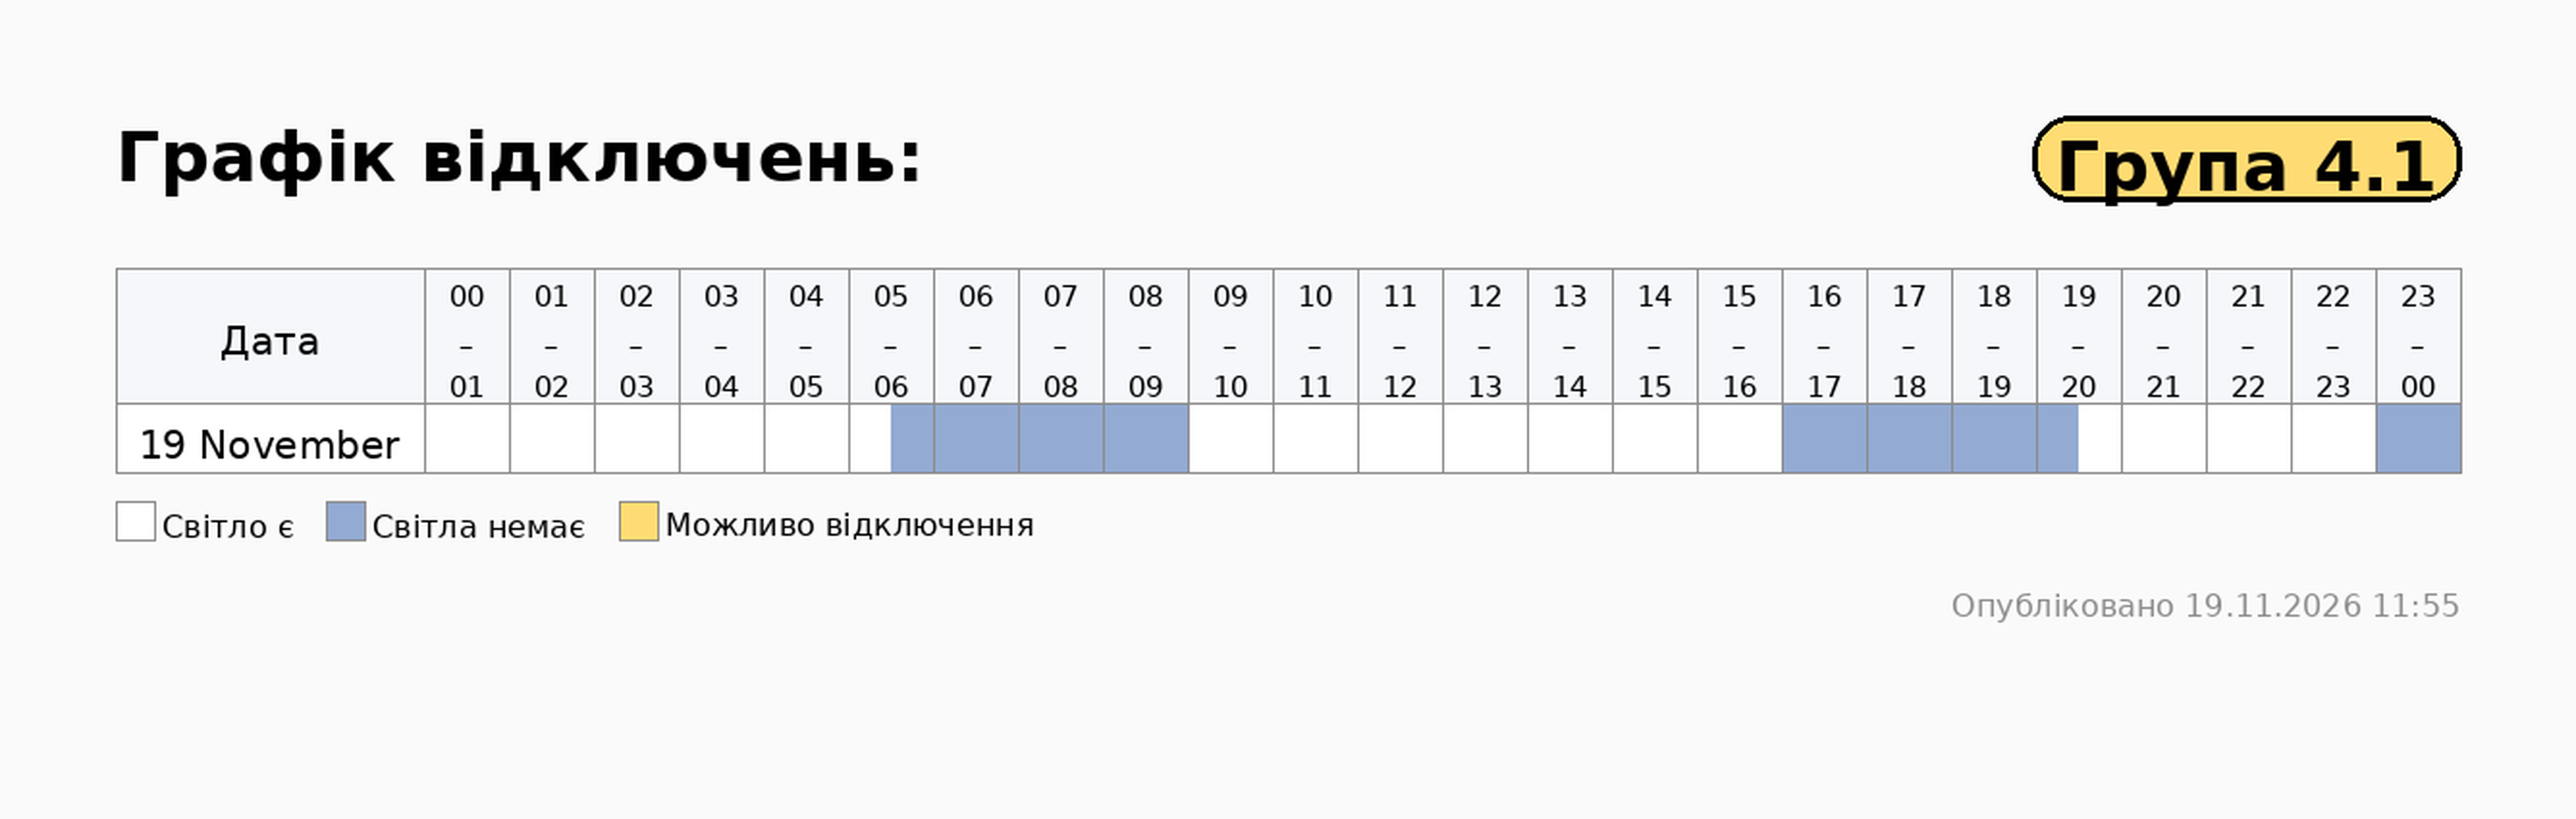 Графік відключень:
Група 4.1
Дата
00 01 02 03 04 05 06 07 08 09 10 11 12 13 14 15 16 17 18 19 20 21 22 23
– – – – – – – – – – – – – – – – – – – – – – – –
01 02 03 04 05 06 07 08 09 10 11 12 13 14 15 16 17 18 19 20 21 22 23 00
19 November
Світло є
Світла немає
Можливо відключення
Опубліковано 19.11.2026 11:55